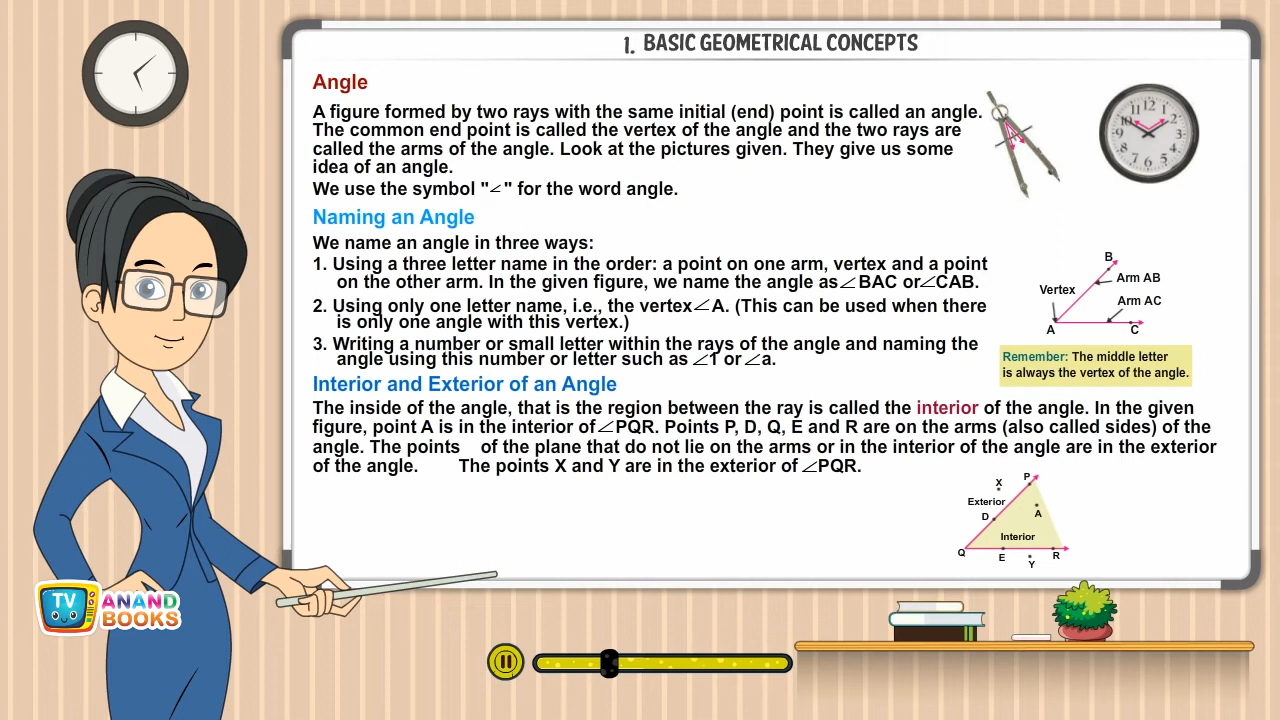 1. BASIC GEOMETRICAL CONCEPTS
Angle
A figure formed by two rays with the same initial (end) point is called an angle.
The common end point is called the vertex of the angle and the two rays are
called the arms of the angle. Look at the pictures given. They give us some
idea of an angle.
We use the symbol "∠" for the word angle.
12
11
1
10
2
9
3
8
4
7
5
6
Naming an Angle
We name an angle in three ways:
1. Using a three letter name in the order: a point on one arm, vertex and a point
on the other arm. In the given figure, we name the angle as∠BAC or∠CAB.
2. Using only one letter name, i.e., the vertex∠A. (This can be used when there
is only one angle with this vertex.)
3. Writing a number or small letter within the rays of the angle and naming the
angle using this number or letter such as ∠1 or ∠a.
B
Arm AB
Vertex
Arm AC
A
C
Remember: The middle letter
is always the vertex of the angle.
Interior and Exterior of an Angle
The inside of the angle, that is the region between the ray is called the interior of the angle. In the given
figure, point A is in the interior of∠PQR. Points P, D, Q, E and R are on the arms (also called sides) of the
angle. The points of the plane that do not lie on the arms or in the interior of the angle are in the exterior
of the angle. The points X and Y are in the exterior of ∠PQR.
P
X
Exterior
A
D
Interior
Q
E
R
Y
TV ANAND
BOOKS